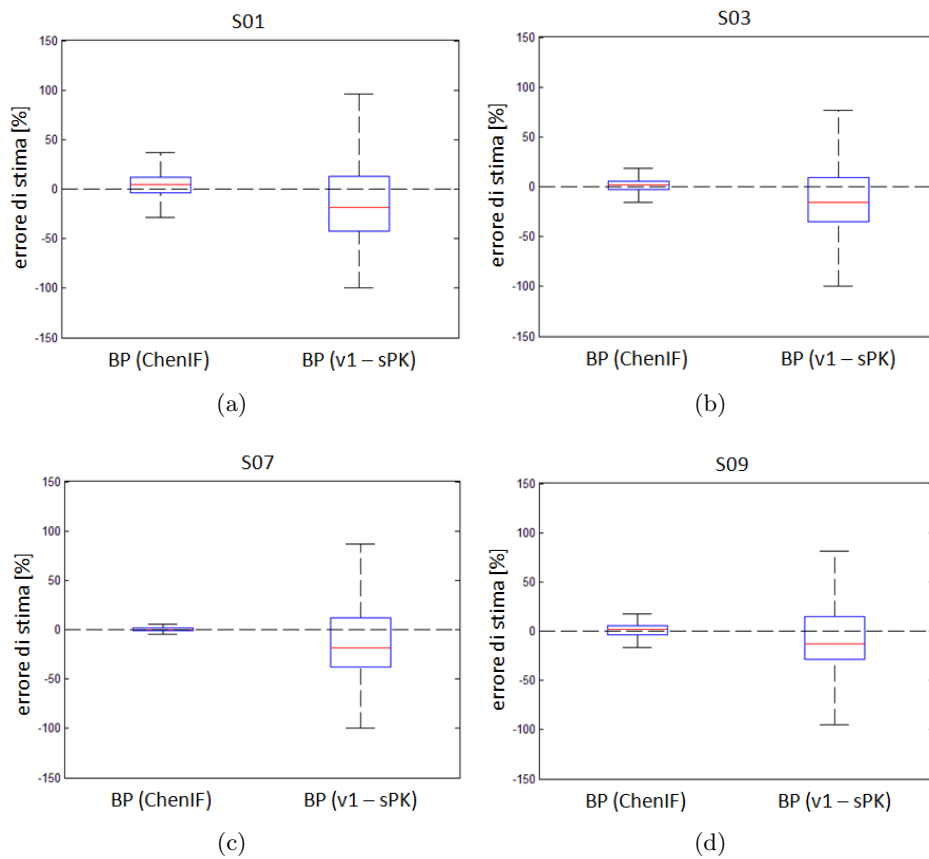 S01
errore di stima [%]
150
100
50
0
-50
-100
-150
BP (ChenIF) BP (v1 – sPK)
(a)
S03
errore di stima [%]
150
100
50
0
-50
-100
-150
BP (ChenIF) BP (v1 – sPK)
(b)
S07
errore di stima [%]
150
100
50
0
-50
-100
-150
BP (ChenIF) BP (v1 – sPK)
(c)
S09
errore di stima [%]
150
100
50
0
-50
-100
-150
BP (ChenIF) BP (v1 – sPK)
(d)